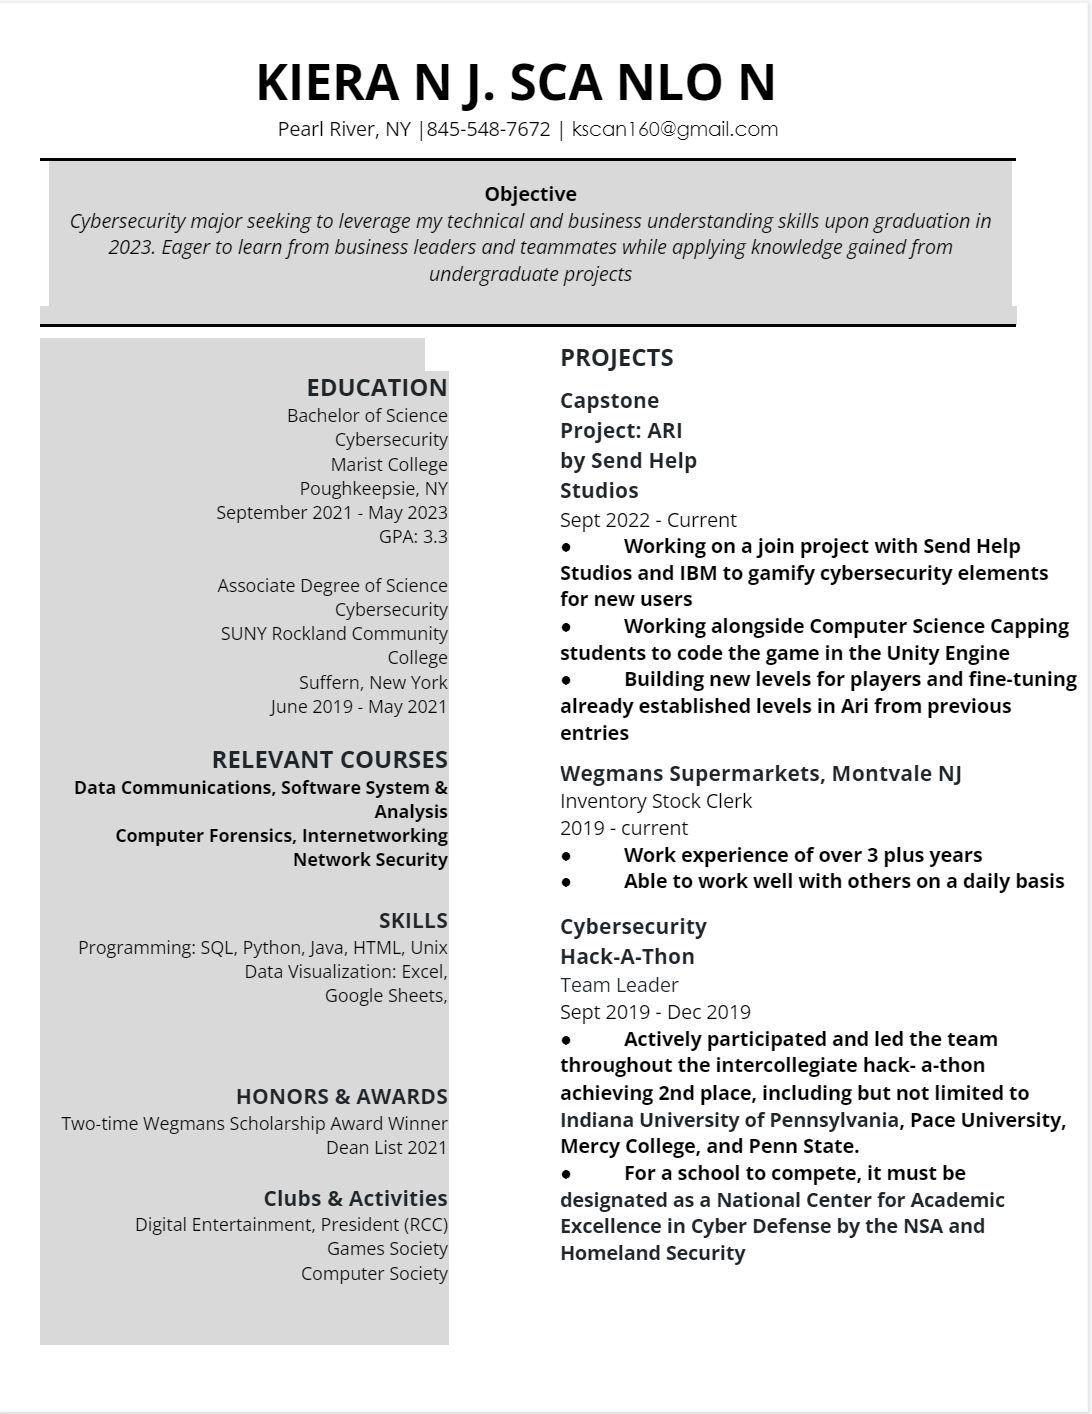 KIERA N J. SCA NLO N
Pearl River, NY |845-548-7672 | kscan160@gmail.com
Objective
Cybersecurity major seeking to leverage my technical and business understanding skills upon graduation in
2023. Eager to learn from business leaders and teammates while applying knowledge gained from
undergraduate projects
EDUCATION
Bachelor of Science
Cybersecurity
Marist College
Poughkeepsie, NY
September 2021 - May 2023
GPA: 3.3
Associate Degree of Science
Cybersecurity
SUNY Rockland Community
College
Suffern, New York
June 2019 - May 2021
RELEVANT COURSES
Data Communications, Software System &
Analysis
Computer Forensics, Internetworking
Network Security
SKILLS
Programming: SQL, Python, Java, HTML, Unix
Data Visualization: Excel,
Google Sheets,
HONORS & AWARDS
Two-time Wegmans Scholarship Award Winner
Dean List 2021
Clubs & Activities
Digital Entertainment, President (RCC)
Games Society
Computer Society
PROJECTS
Capstone
Project: ARI
by Send Help
Studios
Sept 2022 - Current
● Working on a join project with Send Help
Studios and IBM to gamify cybersecurity elements
for new users
● Working alongside Computer Science Capping
students to code the game in the Unity Engine
● Building new levels for players and fine-tuning
already established levels in Ari from previous
entries
Wegmans Supermarkets, Montvale NJ
Inventory Stock Clerk
2019 - current
● Work experience of over 3 plus years
● Able to work well with others on a daily basis
Cybersecurity
Hack-A-Thon
Team Leader
Sept 2019 - Dec 2019
● Actively participated and led the team
throughout the intercollegiate hack- a-thon
achieving 2nd place, including but not limited to
Indiana University of Pennsylvania, Pace University,
Mercy College, and Penn State.
● For a school to compete, it must be
designated as a National Center for Academic
Excellence in Cyber Defense by the NSA and
Homeland Security